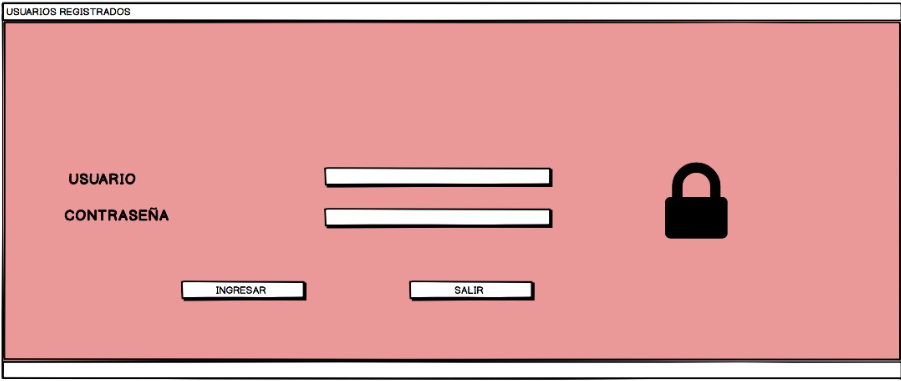 USUARIOS REGISTRADOS
USUARIO
CONTRASEÑA
INGRESAR
SALIR